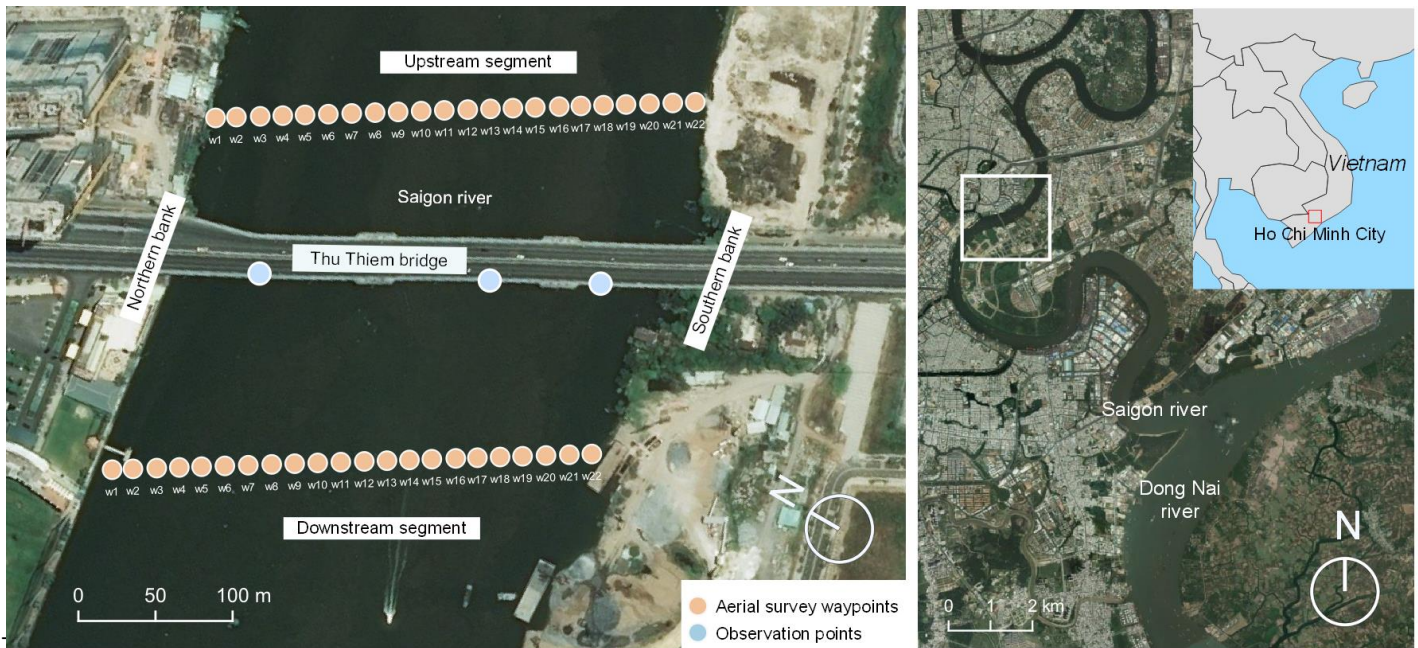 Upstream segment
w1 w2 w3 w4 w5 w6 w7 w8 w9 w10 w11 w12 w13 w14 w15 w16 w17 w18 w19 w20 w21 w22
Saigon river
Northern bank
Thu Thiem bridge
Southern bank
w1 w2 w3 w4 w5 w6 w7 w8 w9 w10 w11 w12 w13 w14 w15 w16 w17 w18 w19 w20 w21 w22
Downstream segment
N
0 50 100 m
Aerial survey waypoints
Observation points
Vietnam
Ho Chi Minh City
Saigon river
Dong Nai
river
N
0 1 2 km